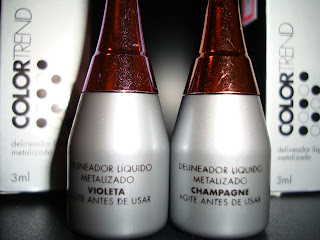 COLORTREND
delineador líquido
metalizado
3ml
DELINEADOR LÍQUIDO
METALIZADO
VIOLETA
AGITE ANTES DE USAR
DELINEADOR LÍQUIDO
METALIZADO
CHAMPAGNE
AGITE ANTES DE USAR
COLORTREND
delineador
metalizado
3ml